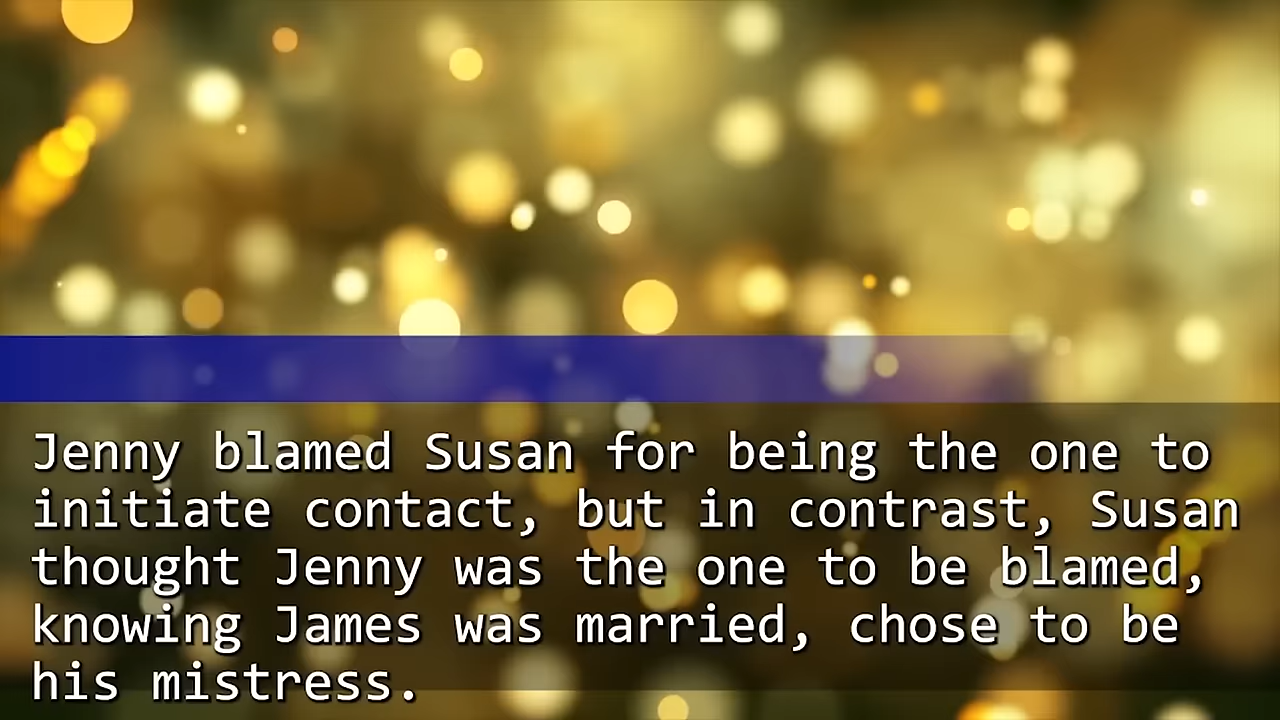 Jenny blamed Susan for being the one to
initiate contact, but in contrast, Susan
thought Jenny was the one to be blamed,
knowing James was married, chose to be
his mistress.